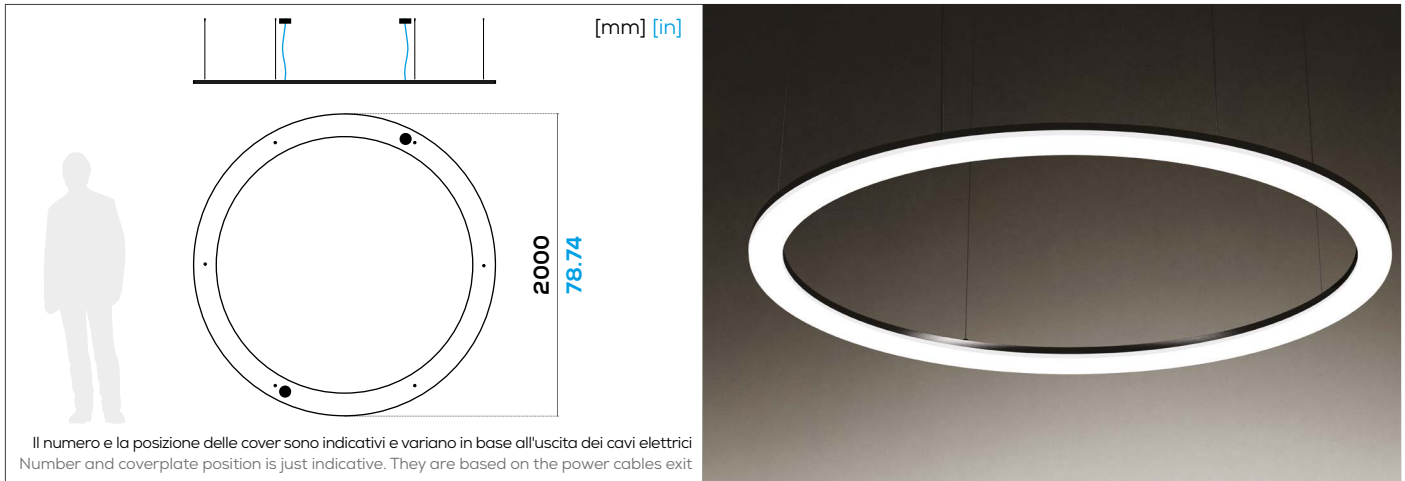 [mm] [in]
2000
78.74
Il numero e la posizione delle cover sono indicativi e variano in base all'uscita dei cavi elettrici
Number and coverplate position is just indicative. They are based on the power cables exit